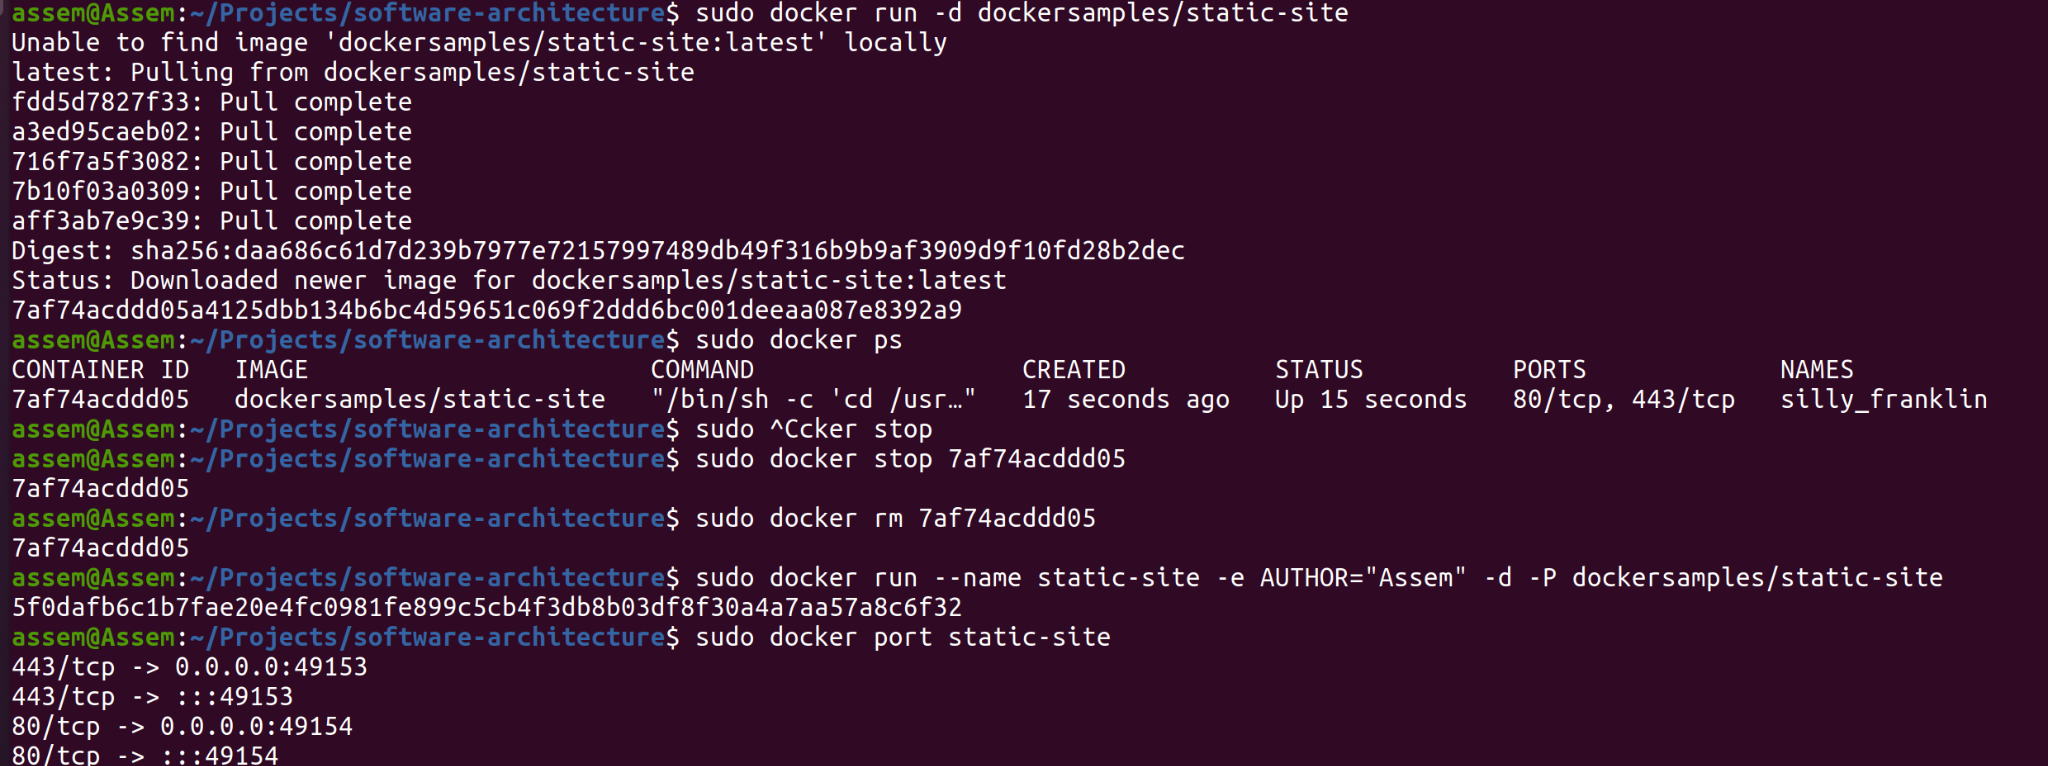 assem@Assem:~/Projects/software-architecture$ sudo docker run -d dockersamples/static-site
Unable to find image 'dockersamples/static-site:latest' locally
latest: Pulling from dockersamples/static-site
fdd5d7827f33: Pull complete
a3ed95caeb02: Pull complete
716f7a5f3082: Pull complete
7b10f03a0309: Pull complete
aff3ab7e9c39: Pull complete
Digest: sha256:daa686c61d7d239b7977e72157997489db49f316b9b9af3909d9f10fd28b2dec
Status: Downloaded newer image for dockersamples/static-site:latest
7af74acddd05a4125dbb134b6bc4d59651c069f2ddd6bc001deeaa087e8392a9
assem@Assem:~/Projects/software-architecture$ sudo docker ps
CONTAINER ID   IMAGE                       COMMAND                  CREATED          STATUS          PORTS             NAMES
7af74acddd05   dockersamples/static-site   "/bin/sh -c 'cd /usr…"   17 seconds ago   Up 15 seconds   80/tcp, 443/tcp   silly_franklin
assem@Assem:~/Projects/software-architecture$ sudo ^Ccker stop
assem@Assem:~/Projects/software-architecture$ sudo docker stop 7af74acddd05
7af74acddd05
assem@Assem:~/Projects/software-architecture$ sudo docker rm 7af74acddd05
7af74acddd05
assem@Assem:~/Projects/software-architecture$ sudo docker run --name static-site -e AUTHOR="Assem" -d -P dockersamples/static-site
5f0dafb6c1b7fae20e4fc0981fe899c5cb4f3db8b03df8f30a4a7aa57a8c6f32
assem@Assem:~/Projects/software-architecture$ sudo docker port static-site
443/tcp -> 0.0.0.0:49153
443/tcp -> :::49153
80/tcp -> 0.0.0.0:49154
80/tcp -> :::49154